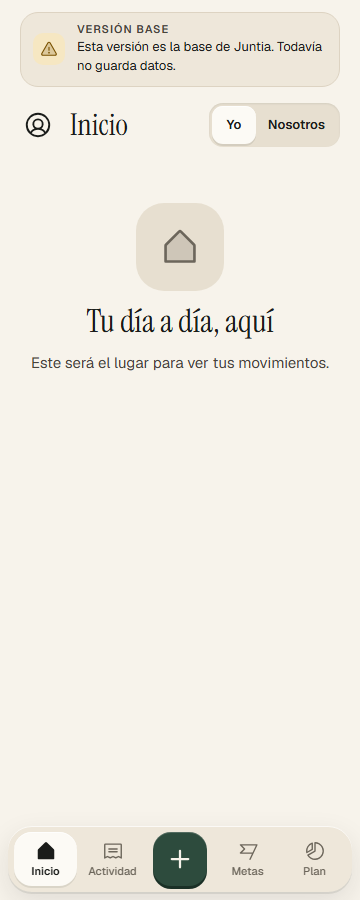 VERSIÓN BASE
Esta versión es la base de Juntia. Todavía
no guarda datos.
Inicio
Yo
Nosotros
Tu día a día, aquí
Este será el lugar para ver tus movimientos.
Inicio
Actividad
Metas
Plan